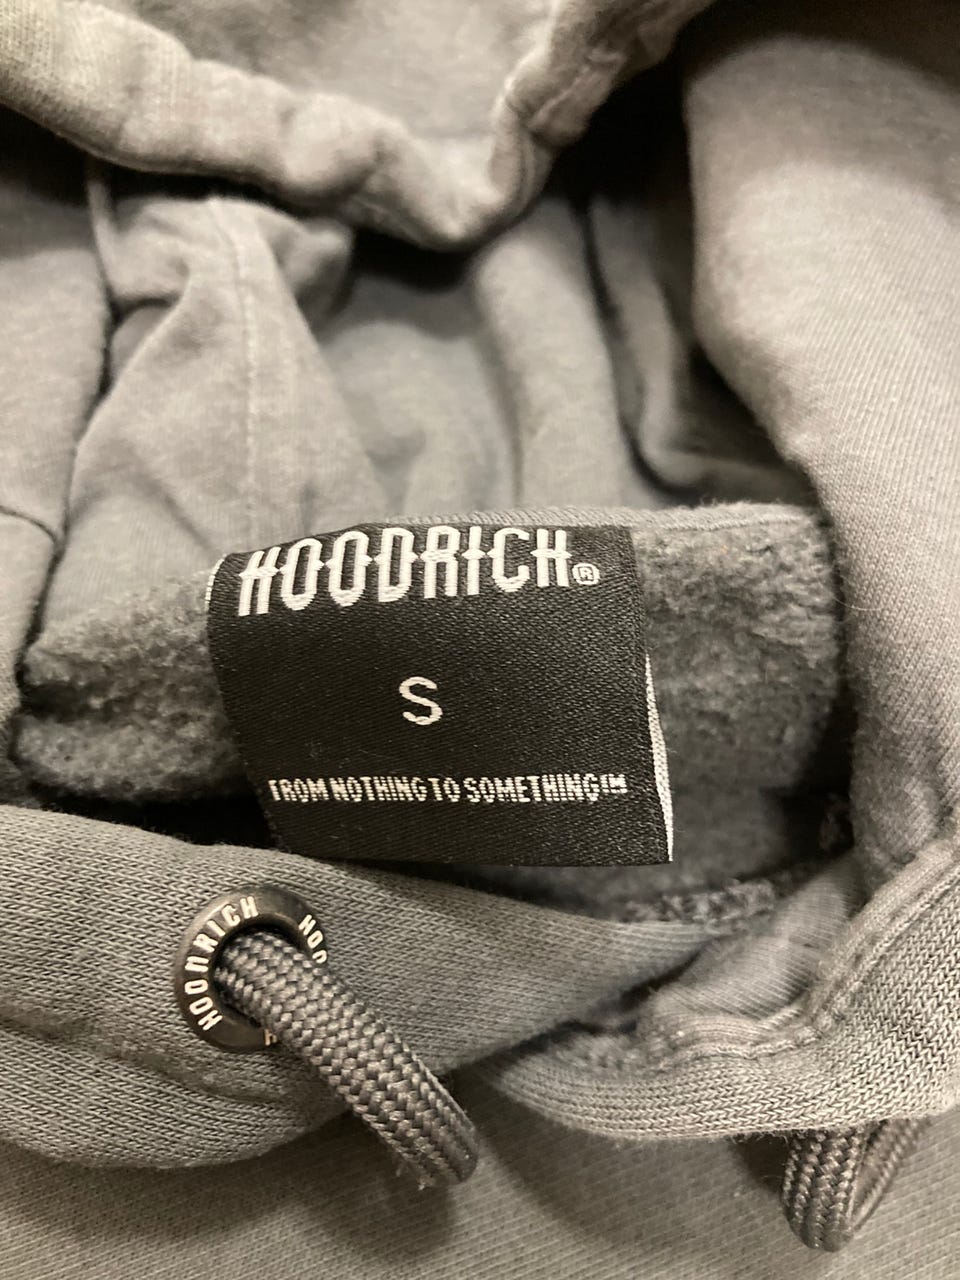 HOODRICH®
S
FROM NOTHING TO SOMETHING™
HOODRICH
HOO